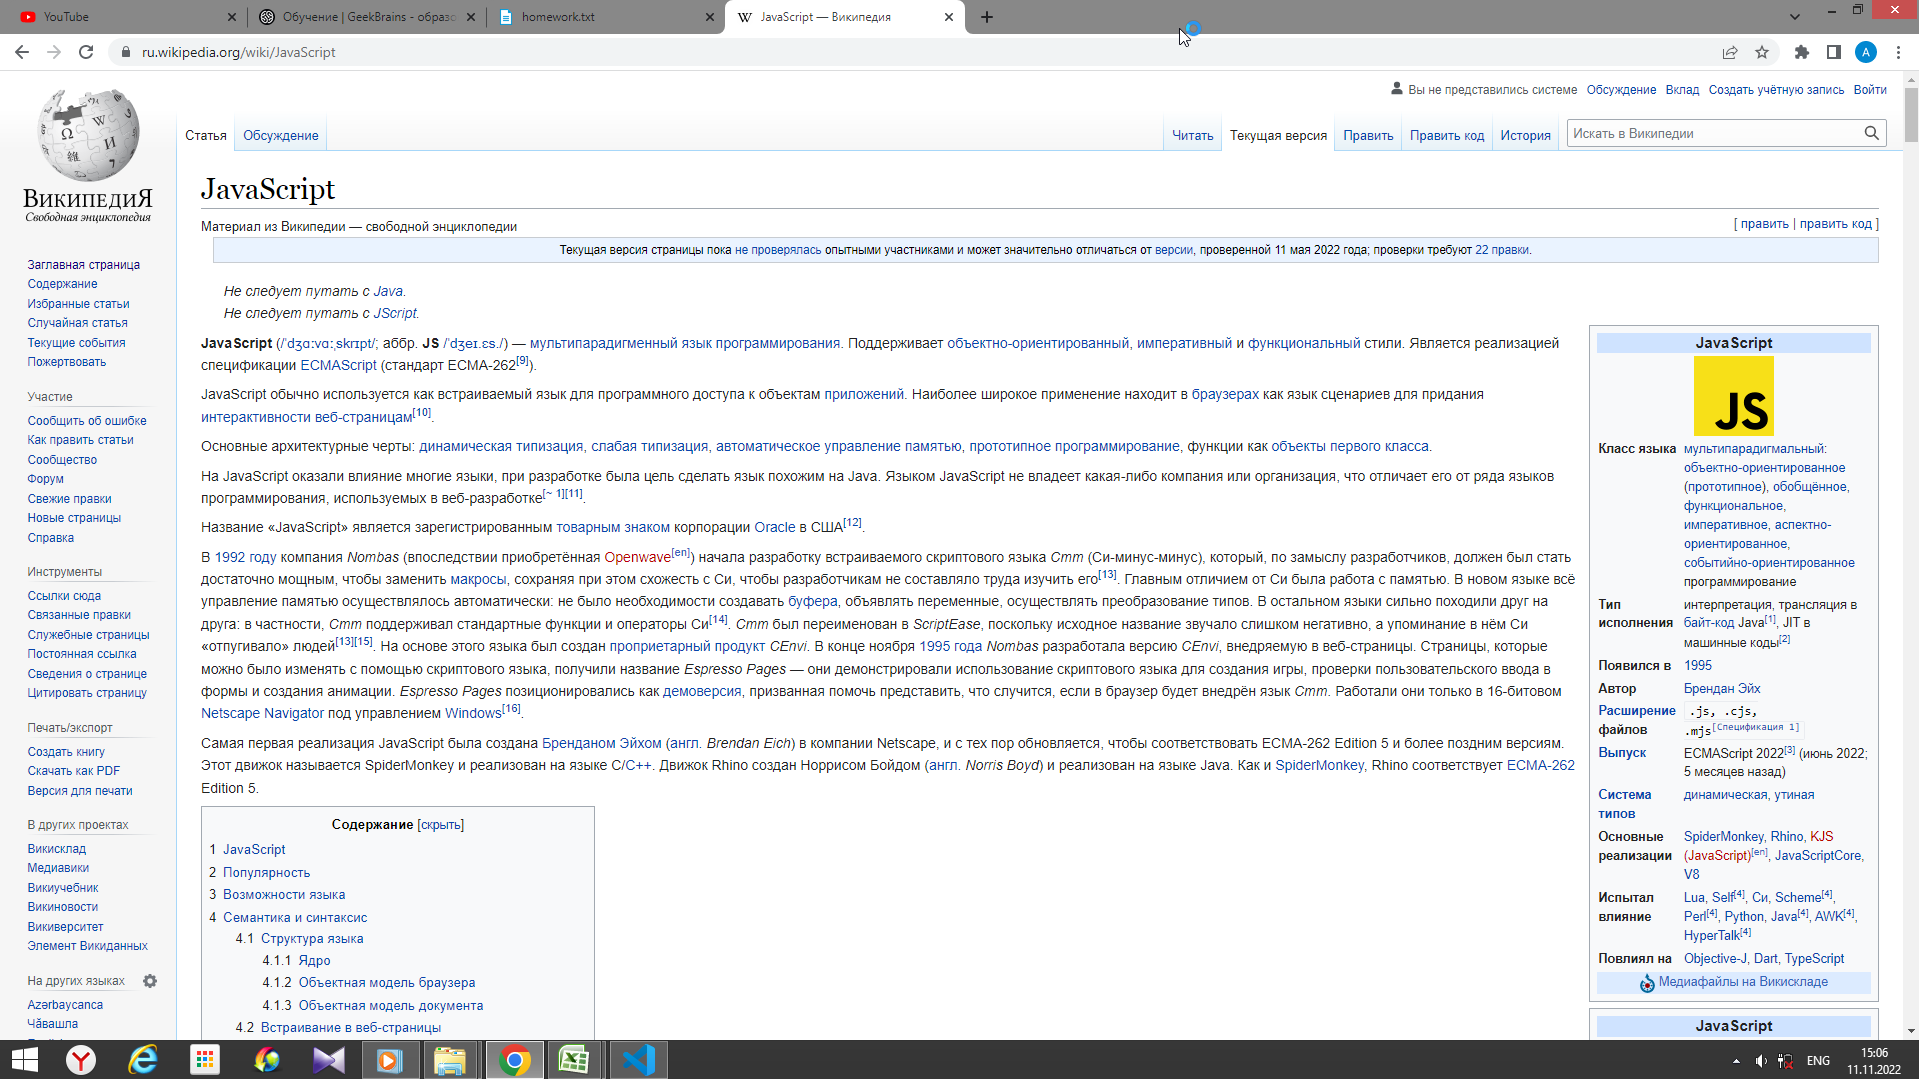 YouTube
Обучение | GeekBrains - образо
homework.txt
JavaScript — Википедия
ru.wikipedia.org/wiki/JavaScript
A
Вы не представились системе Обсуждение Вклад Создать учётную запись Войти
Статья Обсуждение Читать Текущая версия Править Править код История Искать в Википедии
ВикипедиЯ
Свободная энциклопедия
Заглавная страница
Содержание
Избранные статьи
Случайная статья
Текущие события
Пожертвовать
Участие
Сообщить об ошибке
Как править статьи
Сообщество
Форум
Свежие правки
Новые страницы
Справка
Инструменты
Ссылки сюда
Связанные правки
Служебные страницы
Постоянная ссылка
Сведения о странице
Цитировать страницу
Печать/экспорт
Создать книгу
Скачать как PDF
Версия для печати
В других проектах
Викисклад
Медиавики
Викиучебник
Викиновости
Викиверситет
Элемент Викиданных
На других языках
Azərbaycanca
Чӑвашла
JavaScript
Материал из Википедии — свободной энциклопедии
[ править | править код ]
Текущая версия страницы пока не проверялась опытными участниками и может значительно отличаться от версии, проверенной 11 мая 2022 года; проверки требуют 22 правки.
Не следует путать с Java.
Не следует путать с JScript.
JavaScript (/ˈdʒɑːvɑːˌskrɪpt/; аббр. JS /ˈdʒeɪ.ɛs./) — мультипарадигменный язык программирования. Поддерживает объектно-ориентированный, императивный и функциональный стили. Является реализацией
спецификации ECMAScript (стандарт ECMA-262[9]).
JavaScript обычно используется как встраиваемый язык для программного доступа к объектам приложений. Наиболее широкое применение находит в браузерах как язык сценариев для придания
интерактивности веб-страницам[10].
Основные архитектурные черты: динамическая типизация, слабая типизация, автоматическое управление памятью, прототипное программирование, функции как объекты первого класса.
На JavaScript оказали влияние многие языки, при разработке была цель сделать язык похожим на Java. Языком JavaScript не владеет какая-либо компания или организация, что отличает его от ряда языков
программирования, используемых в веб-разработке[~ 1][11].
Название «JavaScript» является зарегистрированным товарным знаком корпорации Oracle в США[12].
В 1992 году компания Nombas (впоследствии приобретённая Openwave[en]) начала разработку встраиваемого скриптового языка Cmm (Си-минус-минус), который, по замыслу разработчиков, должен был стать
достаточно мощным, чтобы заменить макросы, сохраняя при этом схожесть с Си, чтобы разработчикам не составляло труда изучить его[13]. Главным отличием от Си была работа с памятью. В новом языке всё
управление памятью осуществлялось автоматически: не было необходимости создавать буфера, объявлять переменные, осуществлять преобразование типов. В остальном языки сильно походили друг на
друга: в частности, Cmm поддерживал стандартные функции и операторы Си[14]. Cmm был переименован в ScriptEase, поскольку исходное название звучало слишком негативно, а упоминание в нём Си
«отпугивало» людей[13][15]. На основе этого языка был создан проприетарный продукт CEnvi. В конце ноября 1995 года Nombas разработала версию CEnvi, внедряемую в веб-страницы. Страницы, которые
можно было изменять с помощью скриптового языка, получили название Espresso Pages — они демонстрировали использование скриптового языка для создания игры, проверки пользовательского ввода в
формы и создания анимации. Espresso Pages позиционировались как демоверсия, призванная помочь представить, что случится, если в браузер будет внедрён язык Cmm. Работали они только в 16-битовом
Netscape Navigator под управлением Windows[16].
Самая первая реализация JavaScript была создана Бренданом Эйхом (англ. Brendan Eich) в компании Netscape, и с тех пор обновляется, чтобы соответствовать ECMA-262 Edition 5 и более поздним версиям.
Этот движок называется SpiderMonkey и реализован на языке C/C++. Движок Rhino создан Норрисом Бойдом (англ. Norris Boyd) и реализован на языке Java. Как и SpiderMonkey, Rhino соответствует ECMA-262
Edition 5.
Содержание [скрыть]
1 JavaScript
2 Популярность
3 Возможности языка
4 Семантика и синтаксис
4.1 Структура языка
4.1.1 Ядро
4.1.2 Объектная модель браузера
4.1.3 Объектная модель документа
4.2 Встраивание в веб-страницы
JavaScript
JS
Класс языка мультипарадигмальный:
объектно-ориентированное
(прототипное), обобщённое,
функциональное,
императивное, аспектно-
ориентированное,
событийно-ориентированное
программирование
Тип интерпретация, трансляция в
исполнения байт-код Java[1], JIT в
машинные коды[2]
Появился в 1995
Автор Брендан Эйх
Расширение .js, .cjs,
файлов .mjs[Спецификация 1]
Выпуск ECMAScript 2022[3] (июнь 2022;
5 месяцев назад)
Система динамическая, утиная
типов
Основные SpiderMonkey, Rhino, KJS
реализации (JavaScript)[en], JavaScriptCore,
V8
Испытал Lua, Self[4], Си, Scheme[4],
влияние Perl[4], Python, Java[4], AWK[4],
HyperTalk[4]
Повлиял на Objective-J, Dart, TypeScript
Медиафайлы на Викискладе
JavaScript
ENG
15:06
11.11.2022